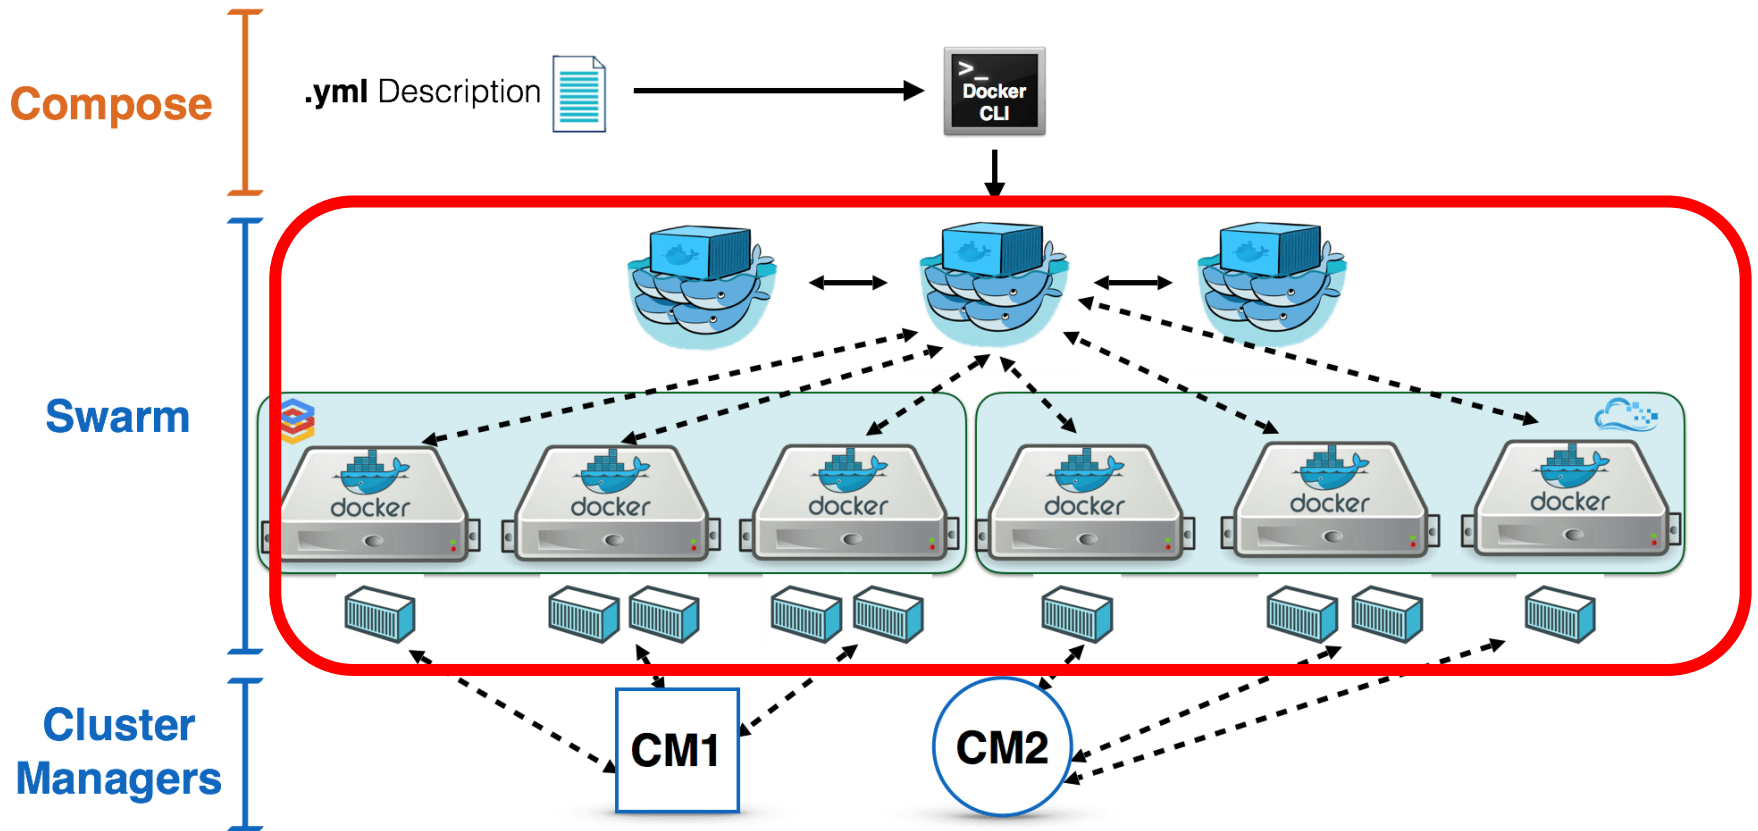 Compose
.yml Description
>_
Docker
CLI
Swarm
docker
docker
docker
docker
docker
docker
Cluster
Managers
CM1
CM2